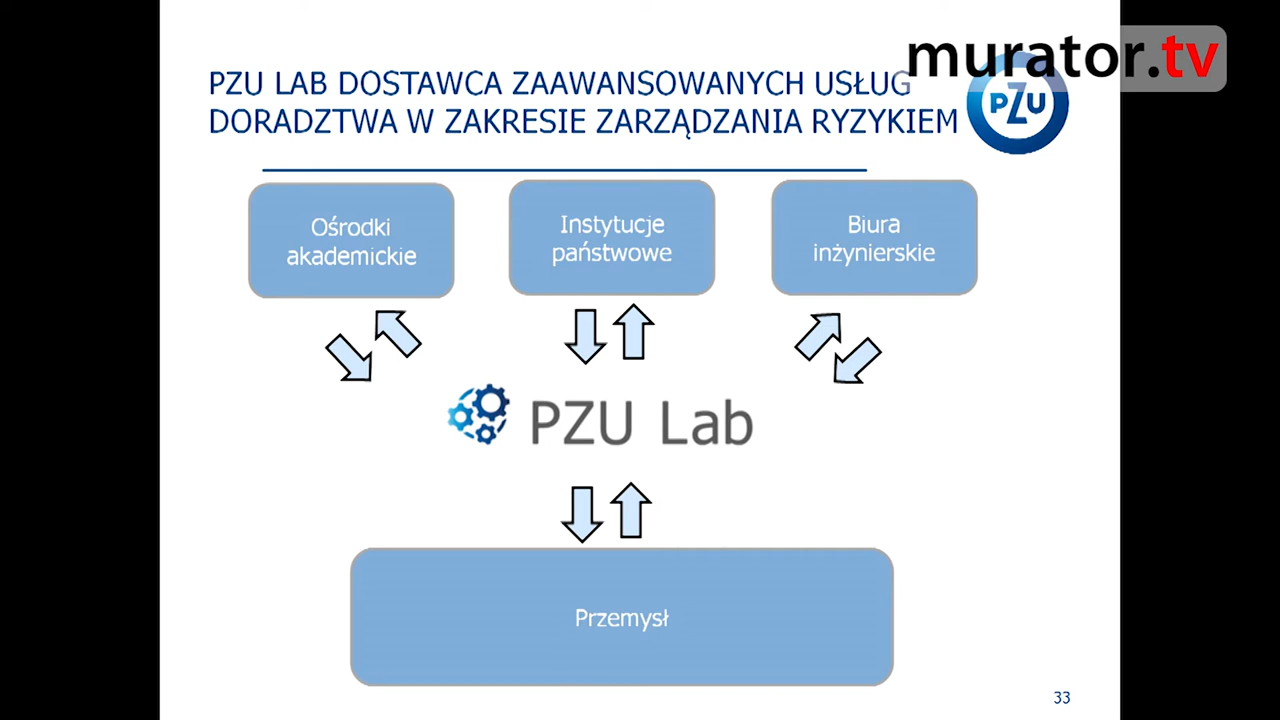 murator.tv
PZU LAB DOSTAWCA ZAAWANSOWANYCH USŁUG
DORADZTWA W ZAKRESIE ZARZĄDZANIA RYZYKIEM
PZU
Ośrodki
akademickie
Instytucje
państwowe
Biura
inżynierskie
PZU Lab
Przemysł
33